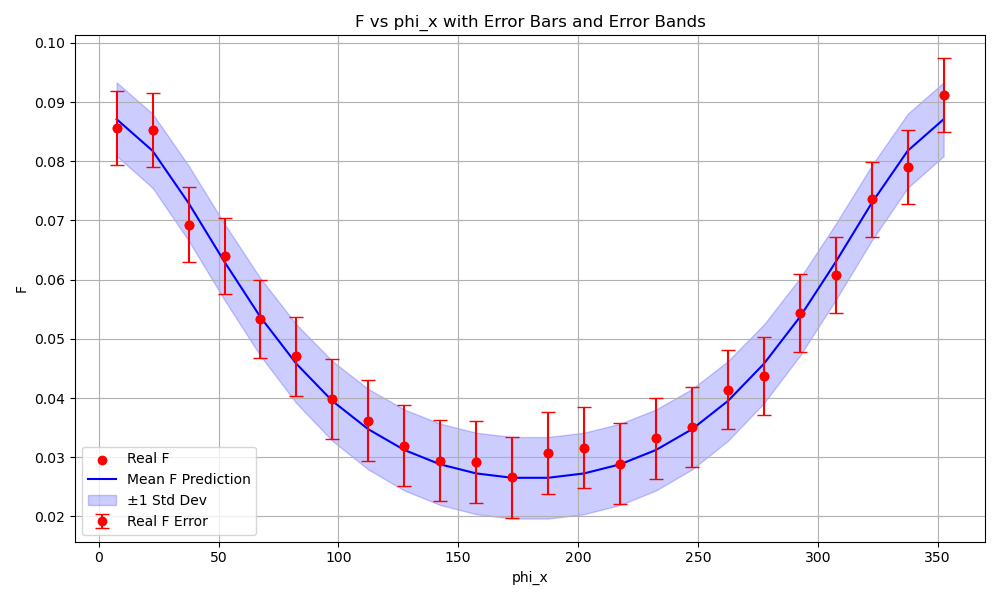 F vs phi_x with Error Bars and Error Bands
0.10
0.09
0.08
0.07
0.06
0.05
0.04
0.03
0.02
F
Real F
Mean F Prediction
±1 Std Dev
Real F Error
0 50 100 150 200 250 300 350
phi_x